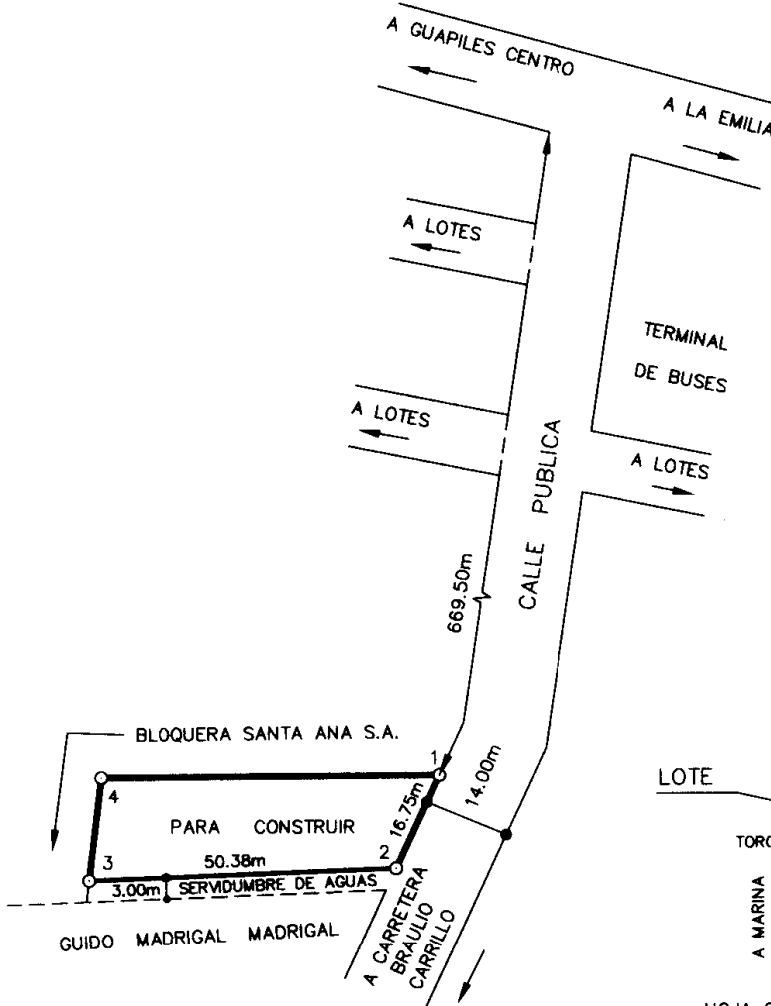 A GUAPILES CENTRO
A LA EMILIA
A LOTES
TERMINAL
DE BUSES
A LOTES
A LOTES
CALLE PUBLICA
669.50m
BLOQUERA SANTA ANA S.A.
1
14.00m
4
16.75m
PARA CONSTRUIR
2
3
50.38m
3.00m
SERVIDUMBRE DE AGUAS
GUIDO MADRIGAL MADRIGAL
A CARRETERA
BRAULIO
CARRILLO
LOTE
TORO
A MARINA